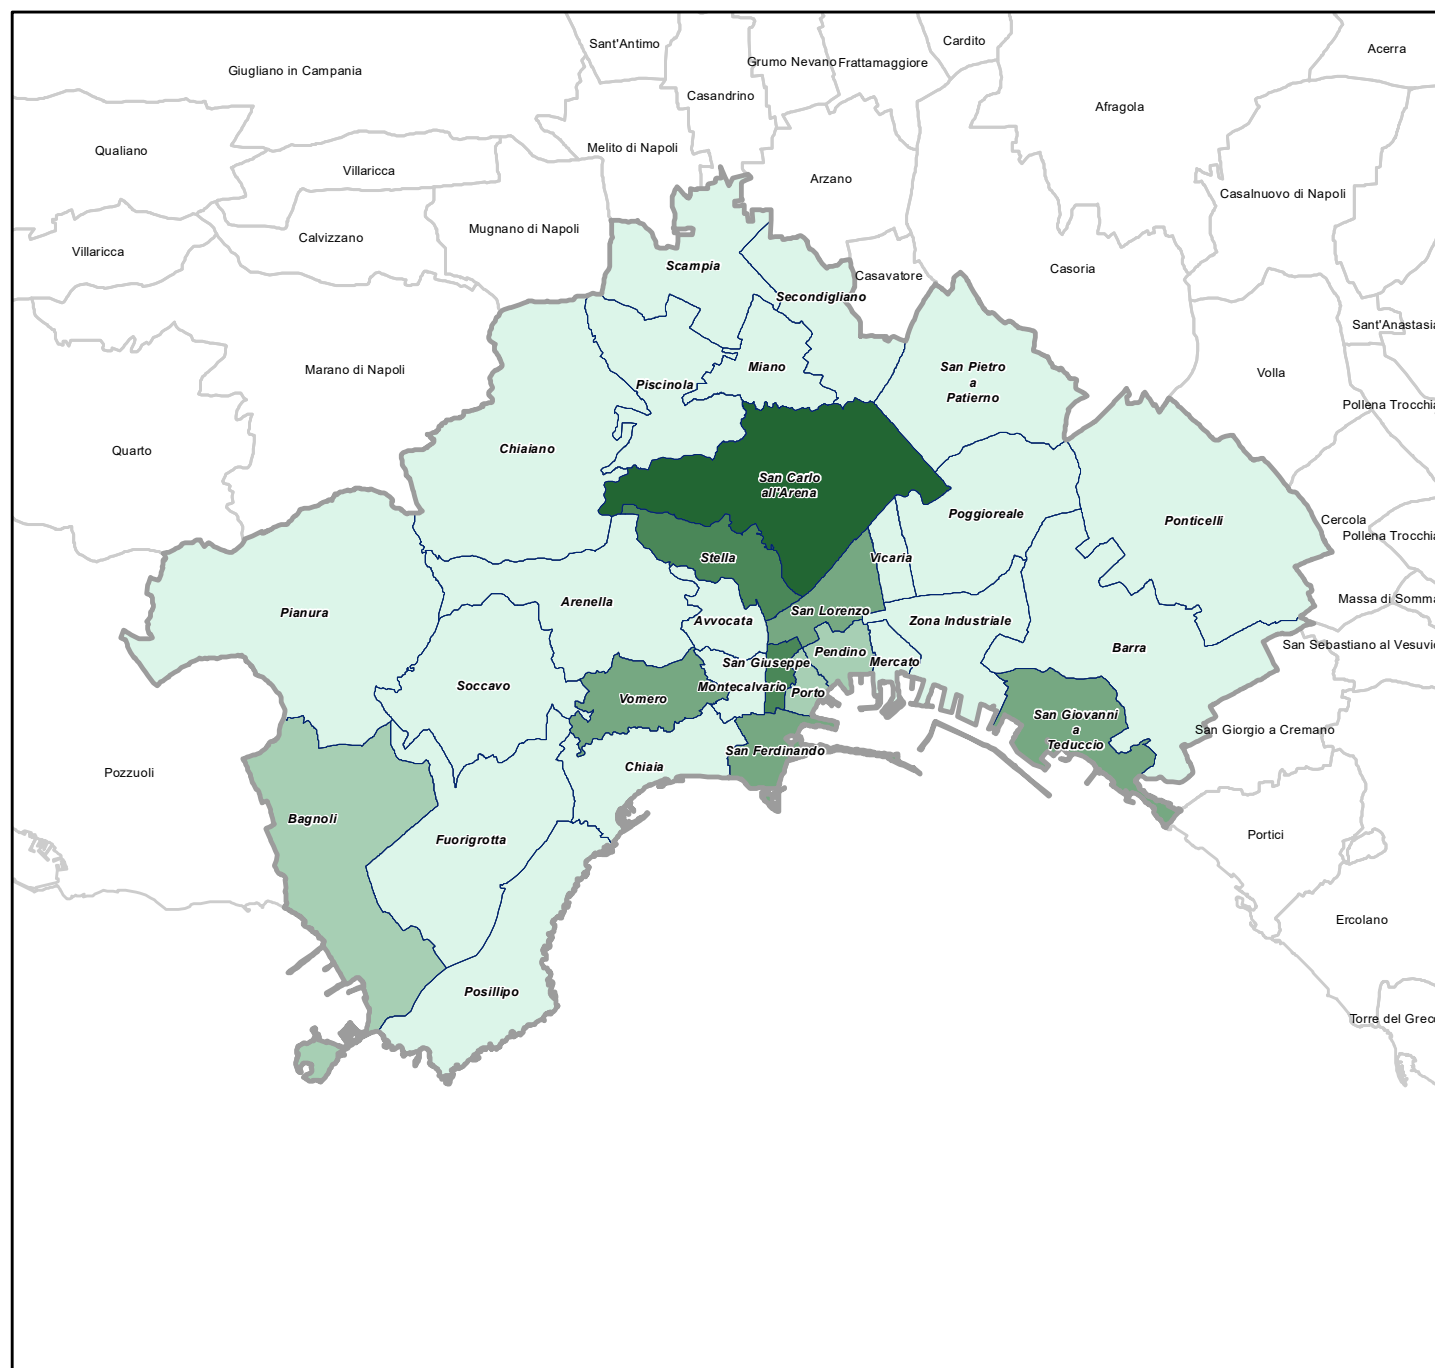 Sant'Antimo
Cardito
Acerra
Giugliano in Campania
Grumo Nevano
Frattamaggiore
Casandrino
Afragola
Qualiano
Melito di Napoli
Villaricca
Arzano
Casalnuovo di Napoli
Mugnano di Napoli
Calvizzano
Villaricca
Scampia
Casavatore
Casoria
Secondigliano
Sant'Anastasia
Marano di Napoli
Piscinola
Miano
San Pietro
a
Patierno
Volla
Pollena Trocchia
Quarto
Chiaiano
San Carlo
all'Arena
Poggioreale
Ponticelli
Cercola
Pollena Trocchia
Stella
Vicaria
Massa di Somma
Pianura
Arenella
Avvocata
San Lorenzo
Zona Industriale
Barra
San Sebastiano al Vesuvio
Pendino
Mercato
San Giuseppe
Soccavo
Vomero
Montecalvario
Porto
San Giovanni
a
Teduccio
San Giorgio a Cremano
San Ferdinando
Pozzuoli
Chiaia
Bagnoli
Fuorigrotta
Portici
Ercolano
Posillipo
Torre del Greco